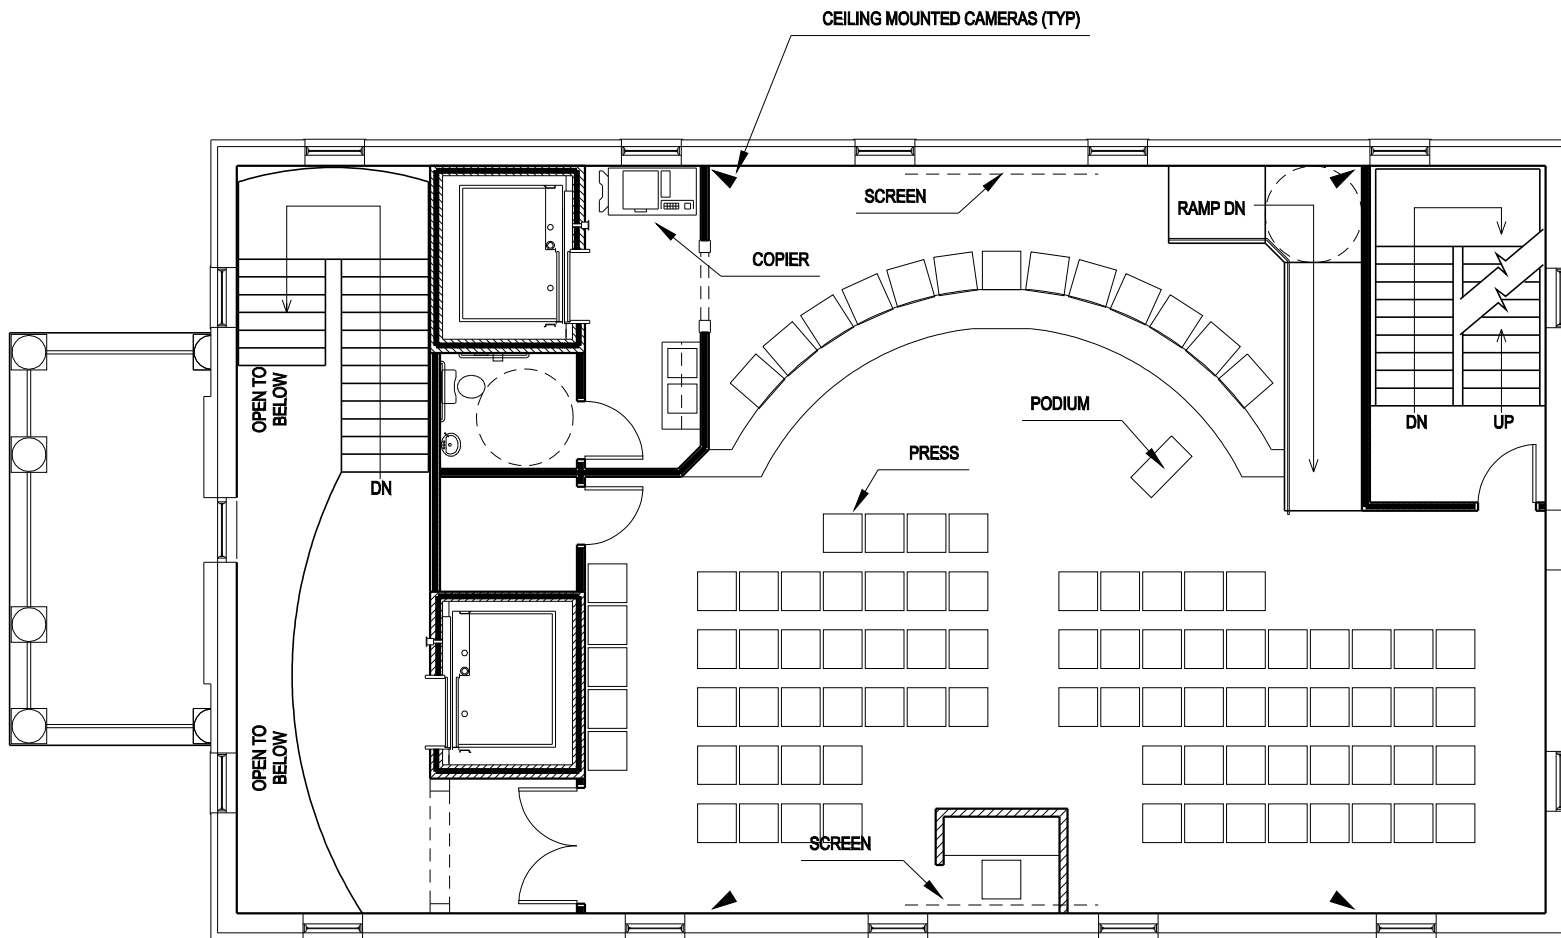 CEILING MOUNTED CAMERAS (TYP)
SCREEN
RAMP DN
COPIER
OPEN TO
BELOW
PODIUM
DN
UP
PRESS
DN
OPEN TO
BELOW
SCREEN